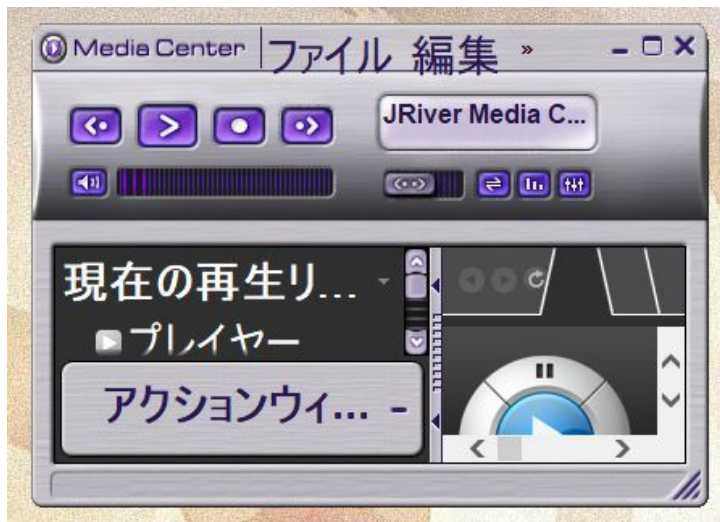 Media Center ファイル 編集 »
JRiver Media C...
現在の再生リ...
プレイヤー
アクションウィ... -